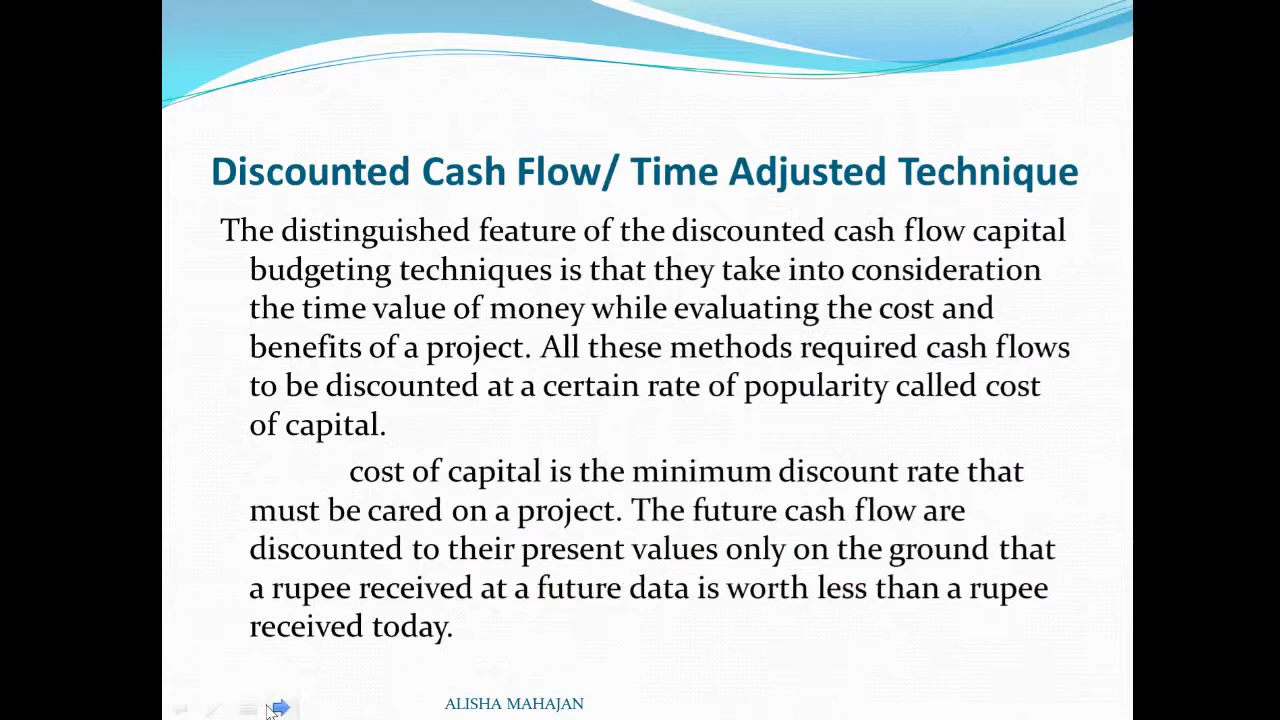 Discounted Cash Flow/ Time Adjusted Technique
The distinguished feature of the discounted cash flow capital
budgeting techniques is that they take into consideration
the time value of money while evaluating the cost and
benefits of a project. All these methods required cash flows
to be discounted at a certain rate of popularity called cost
of capital.
cost of capital is the minimum discount rate that
must be cared on a project. The future cash flow are
discounted to their present values only on the ground that
a rupee received at a future data is worth less than a rupee
received today.
ALISHA MAHAJAN